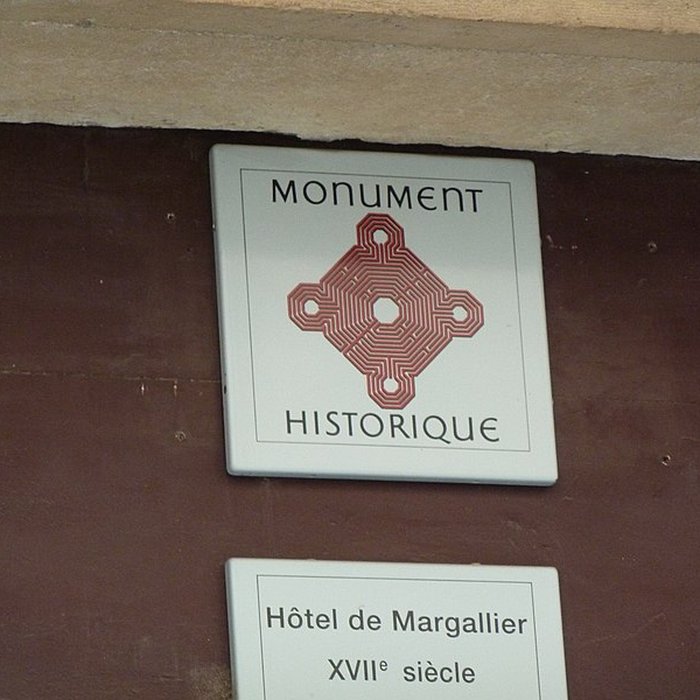 MONUMENT
HISTORIQUE
Hôtel de Margallier
XVIIe siècle